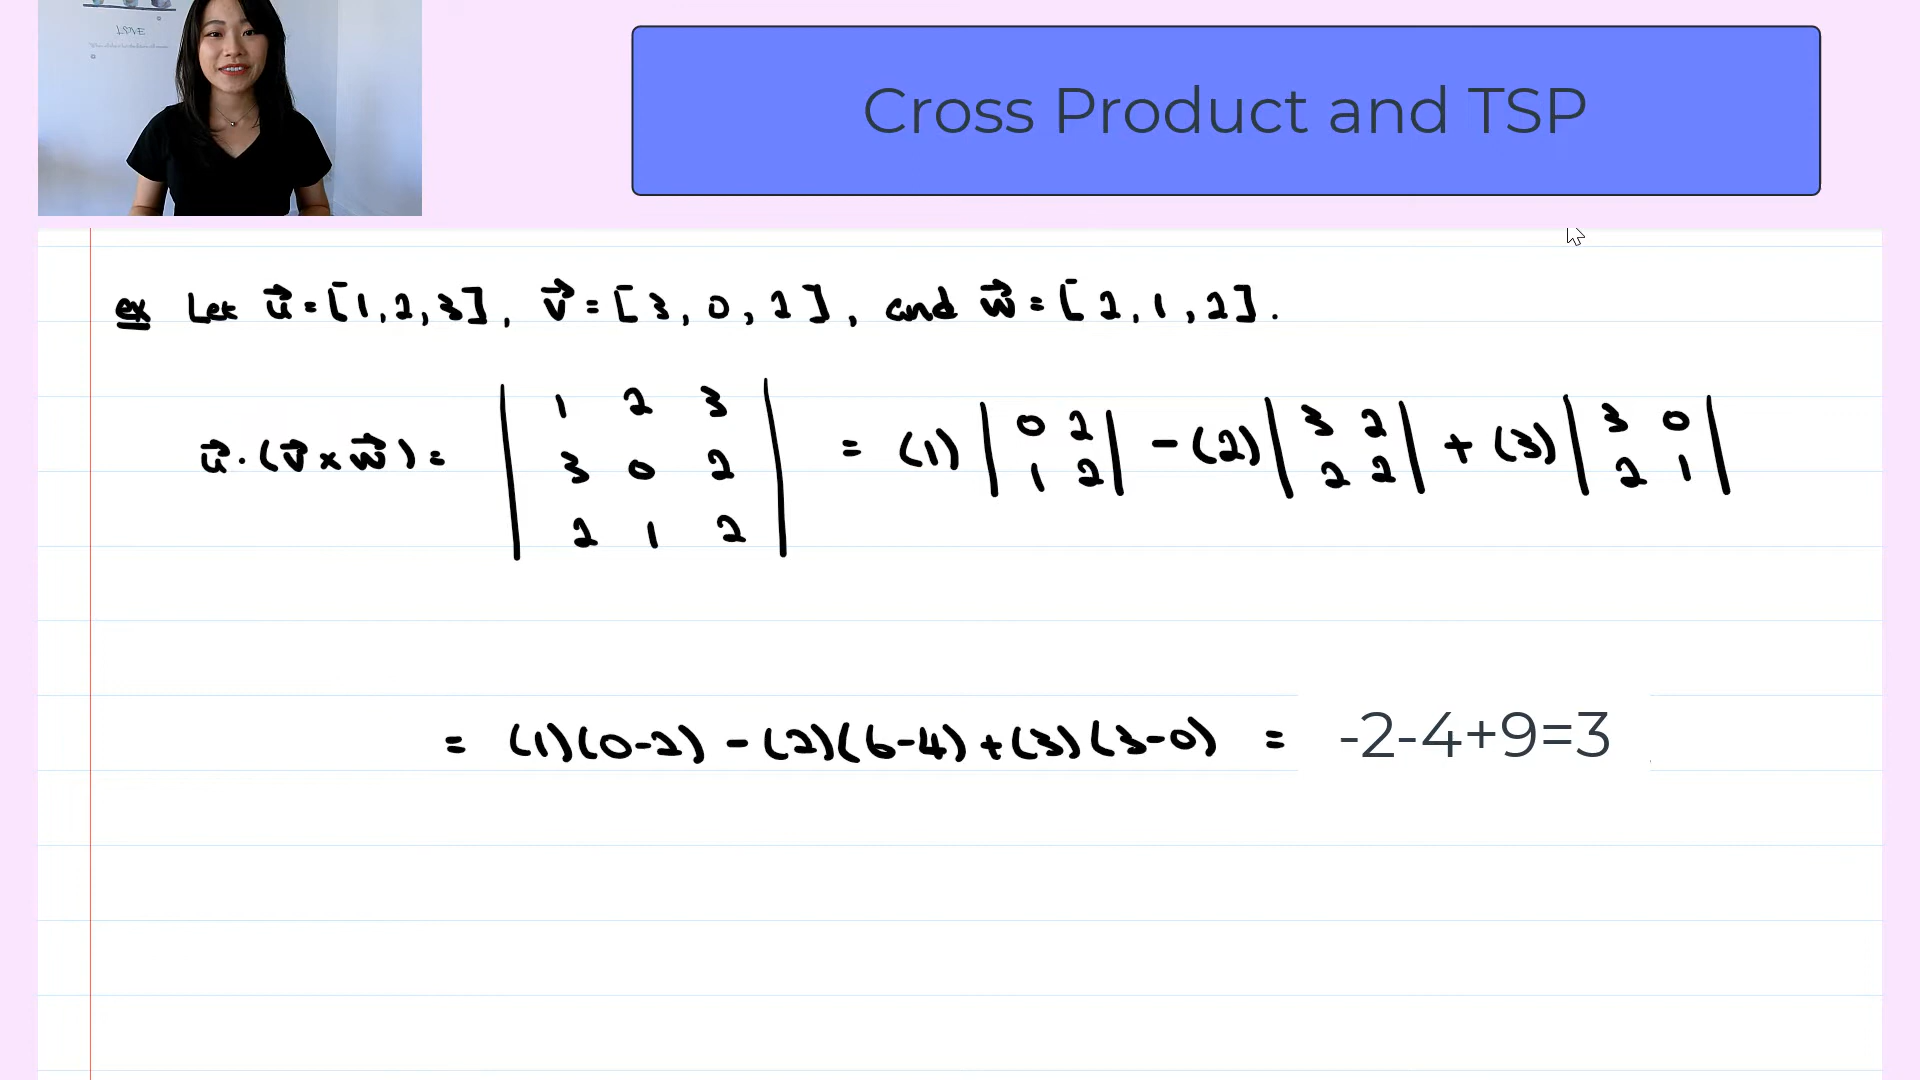 LOVE
Cross Product and TSP
ex Let u⃗ = [1, 2, 3], v⃗ = [3, 0, 2], and w⃗ = [2, 1, 2].
u⃗ · (v⃗ × w⃗) = | 1 2 3 | = (1) | 0 2 | - (2) | 3 2 | + (3) | 3 0 |
| 3 0 2 | | 1 2 | | 2 2 | | 2 1 |
| 2 1 2 |
= (1)(0-2) - (2)(6-4) + (3)(3-0) = -2-4+9=3